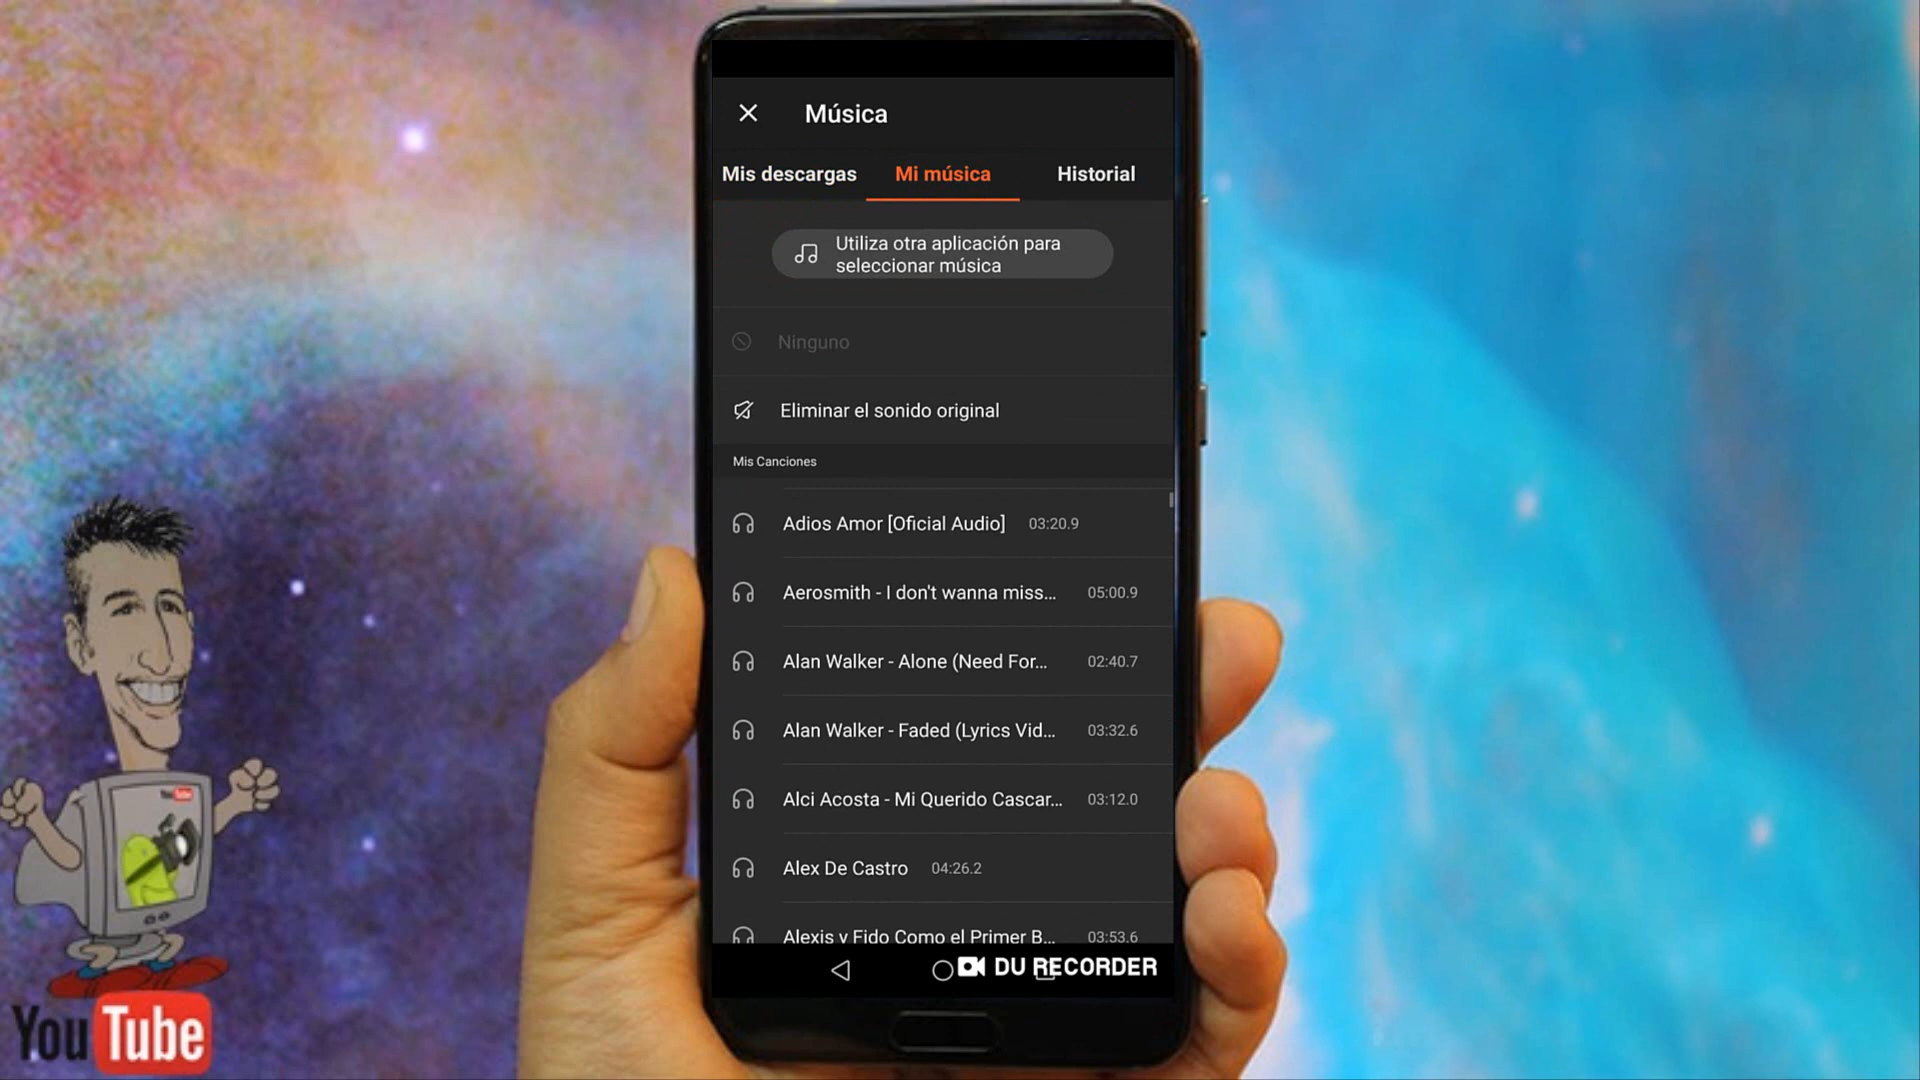 Música
Mis descargas Mi música Historial
Utiliza otra aplicación para
seleccionar música
Ninguno
Eliminar el sonido original
Mis Canciones
Adios Amor [Oficial Audio] 03:20.9
Aerosmith - I don't wanna miss... 05:00.9
Alan Walker - Alone (Need For... 02:40.7
Alan Walker - Faded (Lyrics Vid... 03:32.6
Alci Acosta - Mi Querido Cascar... 03:12.0
Alex De Castro 04:26.2
Alexis y Fido Como el Primer B... 03:53.6
DU RECORDER
YouTube
YouTube